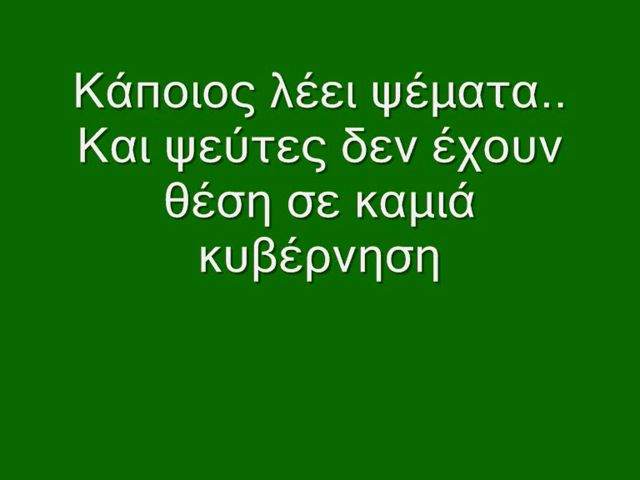 Κάποιος λέει ψέματα..
Και ψεύτες δεν έχουν
θέση σε καμιά
κυβέρνηση